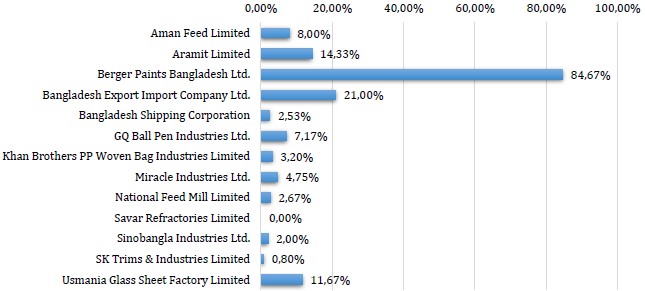 0,00% 20,00% 40,00% 60,00% 80,00% 100,00%
Aman Feed Limited 8,00%
Aramit Limited 14,33%
Berger Paints Bangladesh Ltd. 84,67%
Bangladesh Export Import Company Ltd. 21,00%
Bangladesh Shipping Corporation 2,53%
GQ Ball Pen Industries Ltd. 7,17%
Khan Brothers PP Woven Bag Industries Limited 3,20%
Miracle Industries Ltd. 4,75%
National Feed Mill Limited 2,67%
Savar Refractories Limited 0,00%
Sinobangla Industries Ltd. 2,00%
SK Trims & Industries Limited 0,80%
Usmania Glass Sheet Factory Limited 11,67%